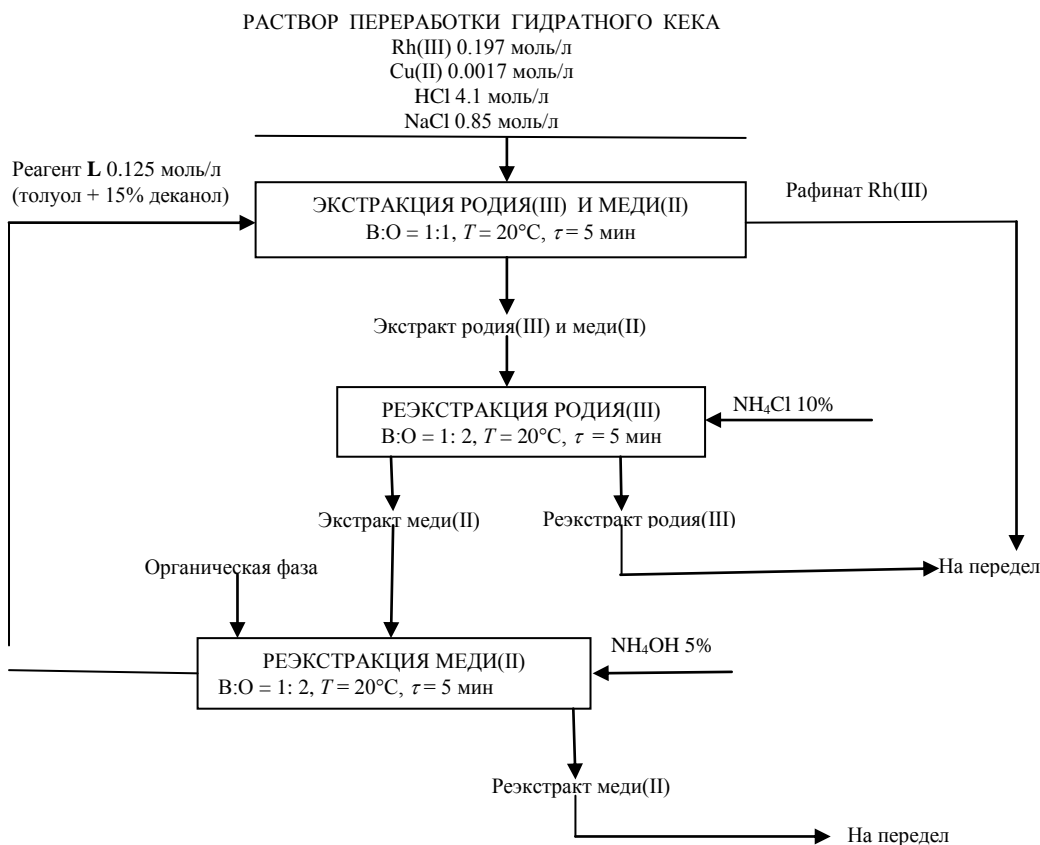 РАСТВОР ПЕРЕРАБОТКИ ГИДРАТНОГО КЕКА
Rh(III) 0.197 моль/л
Cu(II) 0.0017 моль/л
HCl 4.1 моль/л
NaCl 0.85 моль/л
Реагент L 0.125 моль/л
(толуол + 15% деканол)
Рафинат Rh(III)
ЭКСТРАКЦИЯ РОДИЯ(III) И МЕДИ(II)
В:О = 1:1, T = 20°С, τ = 5 мин
Экстракт родия(III) и меди(II)
РЕЭКСТРАКЦИЯ РОДИЯ(III)
В:О = 1: 2, T = 20°С, τ = 5 мин
NH₄Cl 10%
Экстракт меди(II)
Реэкстракт родия(III)
Органическая фаза
На передел
РЕЭКСТРАКЦИЯ МЕДИ(II)
В:О = 1: 2, T = 20°С, τ = 5 мин
NH₄OH 5%
Реэкстракт меди(II)
На передел